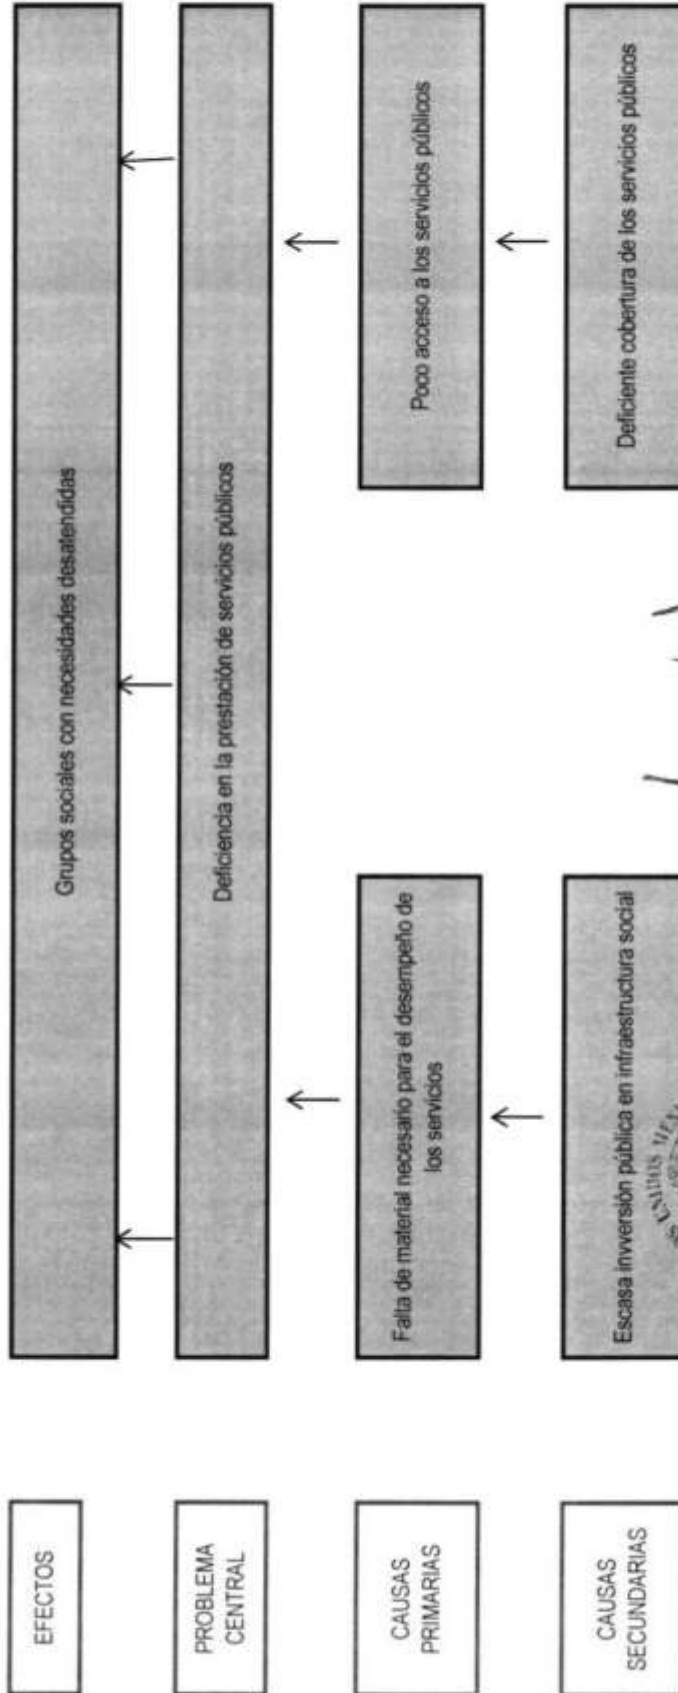 EFECTOS
Grupos sociales con necesidades desatendidas
PROBLEMA
CENTRAL
Deficiencia en la prestación de servicios públicos
CAUSAS
PRIMARIAS
Falta de material necesario para el desempeño de
los servicios
Poco acceso a los servicios públicos
CAUSAS
SECUNDARIAS
Escasa invversión pública en infraestructura social
Deficiente cobertura de los servicios públicos
UNIDOS